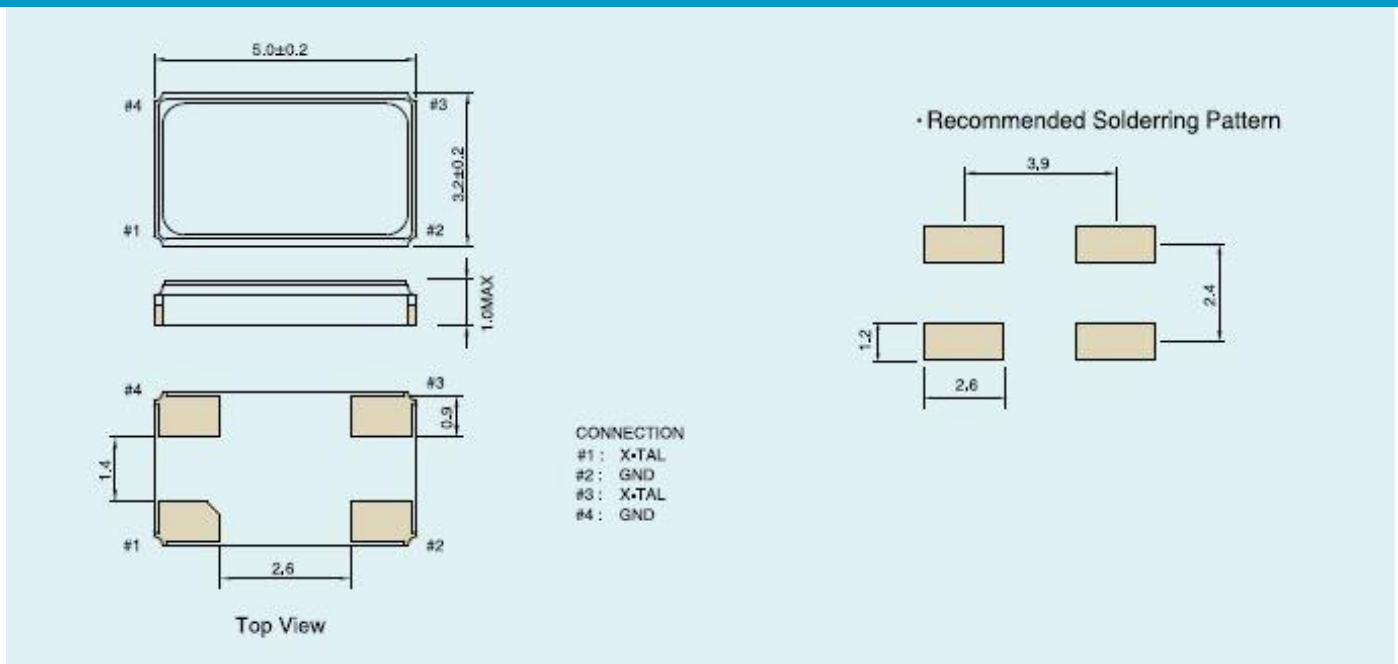 5.0±0.2
#4
#3
3.2±0.2
#1
#2
1.0MAX
#4
#3
0.9
1.4
#1
#2
2.6
Top View
CONNECTION
#1 : X-TAL
#2 : GND
#3 : X-TAL
#4 : GND
·Recommended Solderring Pattern
3.9
2.4
1.2
2.6